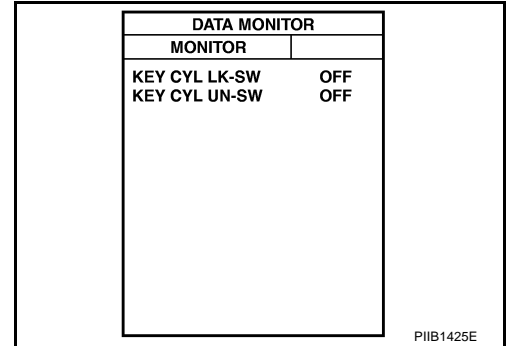 DATA MONITOR
MONITOR
KEY CYL LK-SW OFF
KEY CYL UN-SW OFF
PIIB1425E